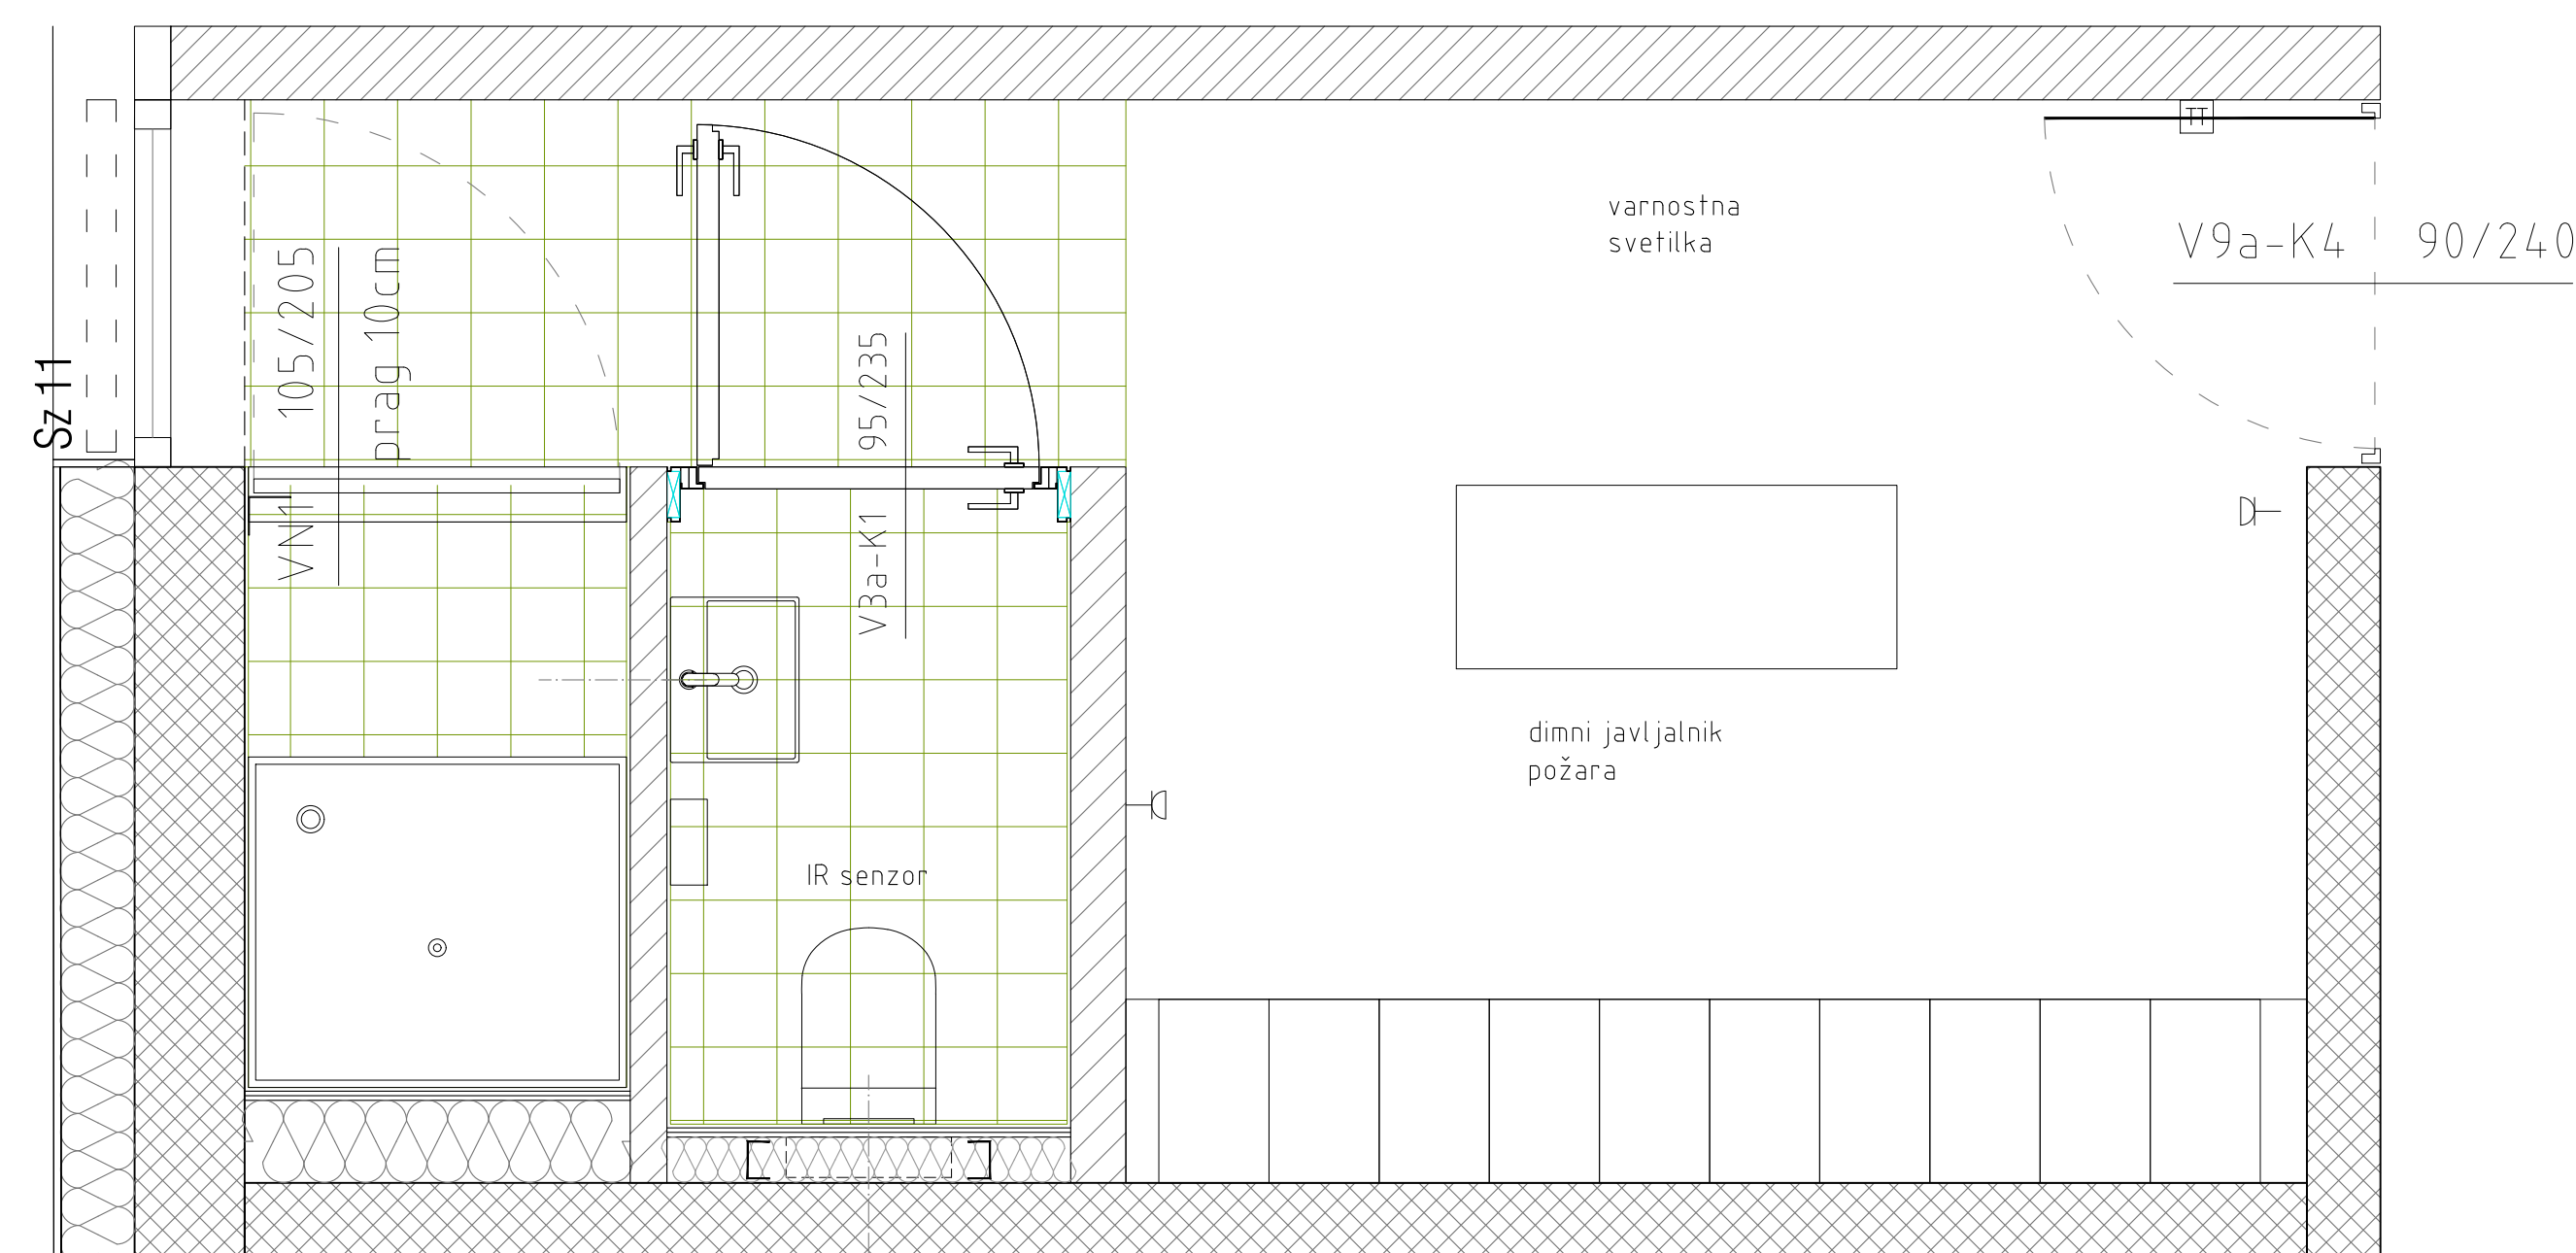 Sz 11
VN1 105/205
prag 10cm
V3a-K1 95/235
varnostna
svetilka
TT
V9a-K4 90/240
dimni javljalnik
požara
IR senzor